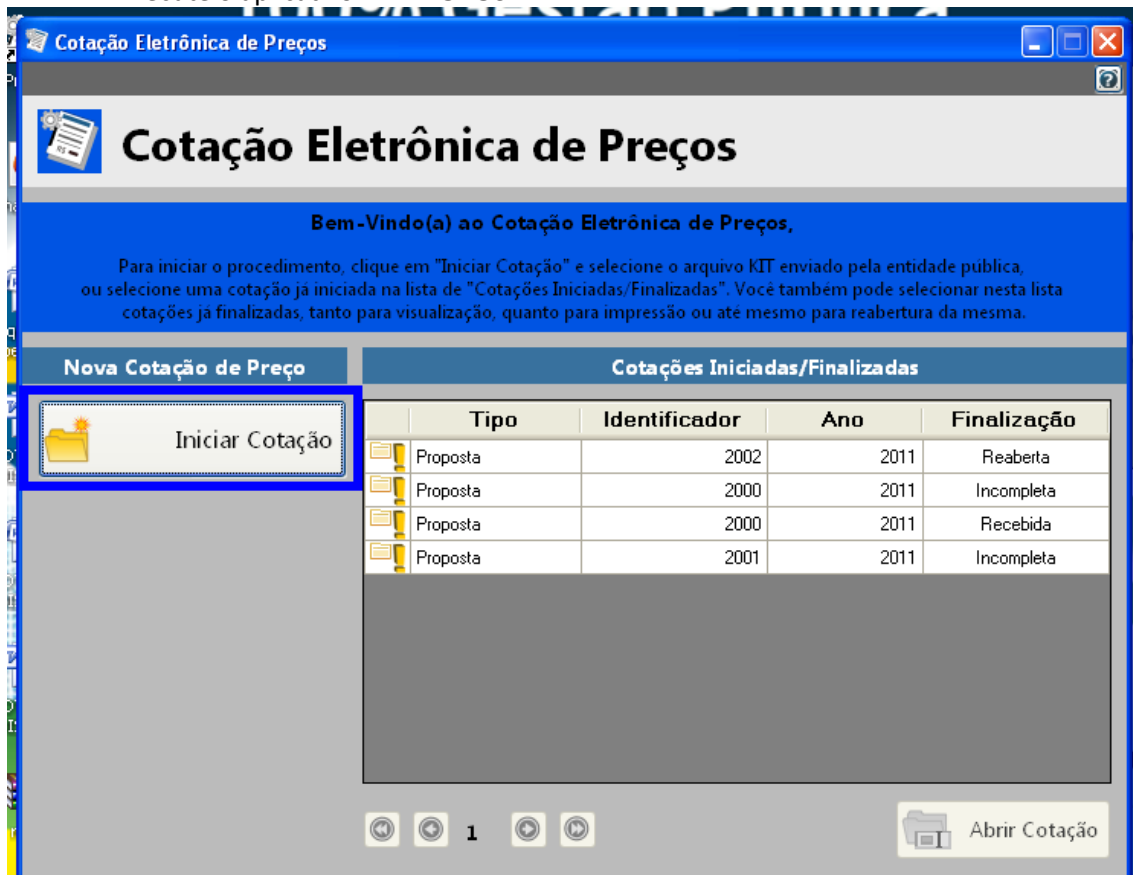 Cotação Eletrônica de Preços
Cotação Eletrônica de Preços
Bem-Vindo(a) ao Cotação Eletrônica de Preços,
Para iniciar o procedimento, clique em "Iniciar Cotação" e selecione o arquivo KIT enviado pela entidade pública,
ou selecione uma cotação já iniciada na lista de "Cotações Iniciadas/Finalizadas". Você também pode selecionar nesta lista
cotações já finalizadas, tanto para visualização, quanto para impressão ou até mesmo para reabertura da mesma.
Nova Cotação de Preço
Cotações Iniciadas/Finalizadas
Iniciar Cotação
Tipo Identificador Ano Finalização
Proposta 2002 2011 Reaberta
Proposta 2000 2011 Incompleta
Proposta 2000 2011 Recebida
Proposta 2001 2011 Incompleta
1
Abrir Cotação